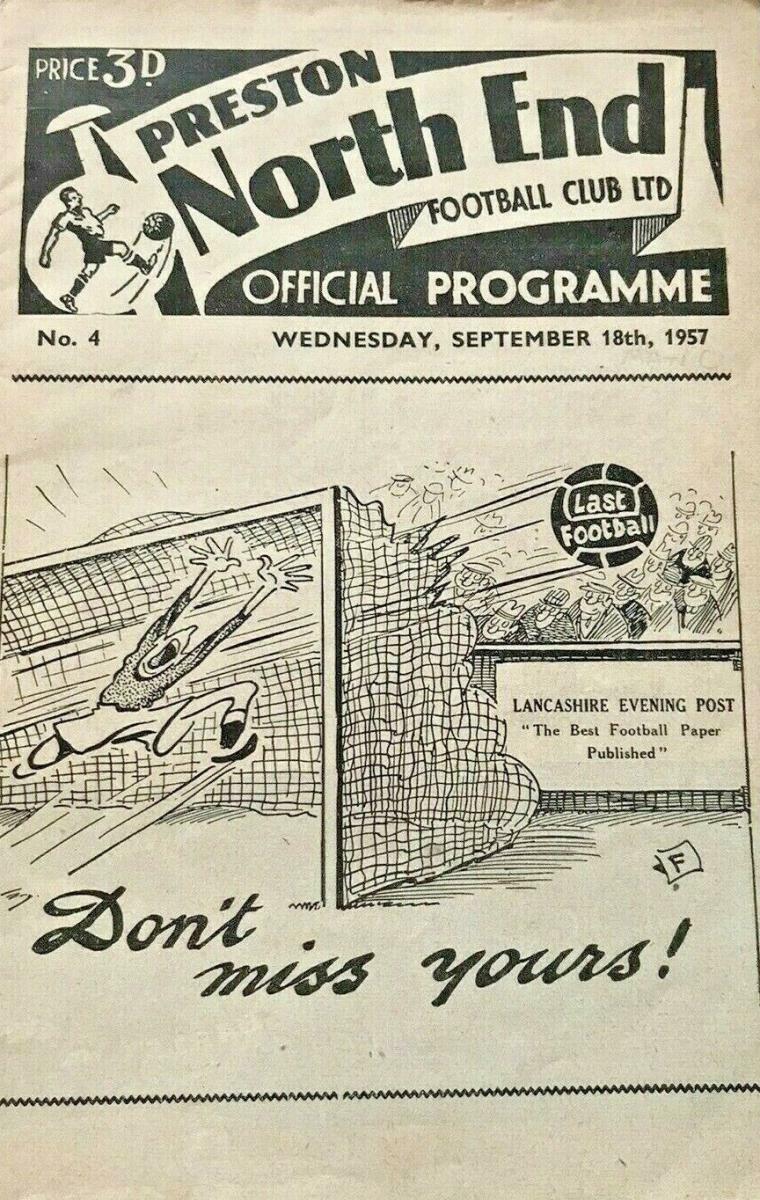 PRICE 3D
PRESTON
North End
FOOTBALL CLUB LTD
OFFICIAL PROGRAMME
No. 4
WEDNESDAY, SEPTEMBER 18th, 1957
Last
Football
LANCASHIRE EVENING POST
"The Best Football Paper
Published"
F
Don't
miss yours!